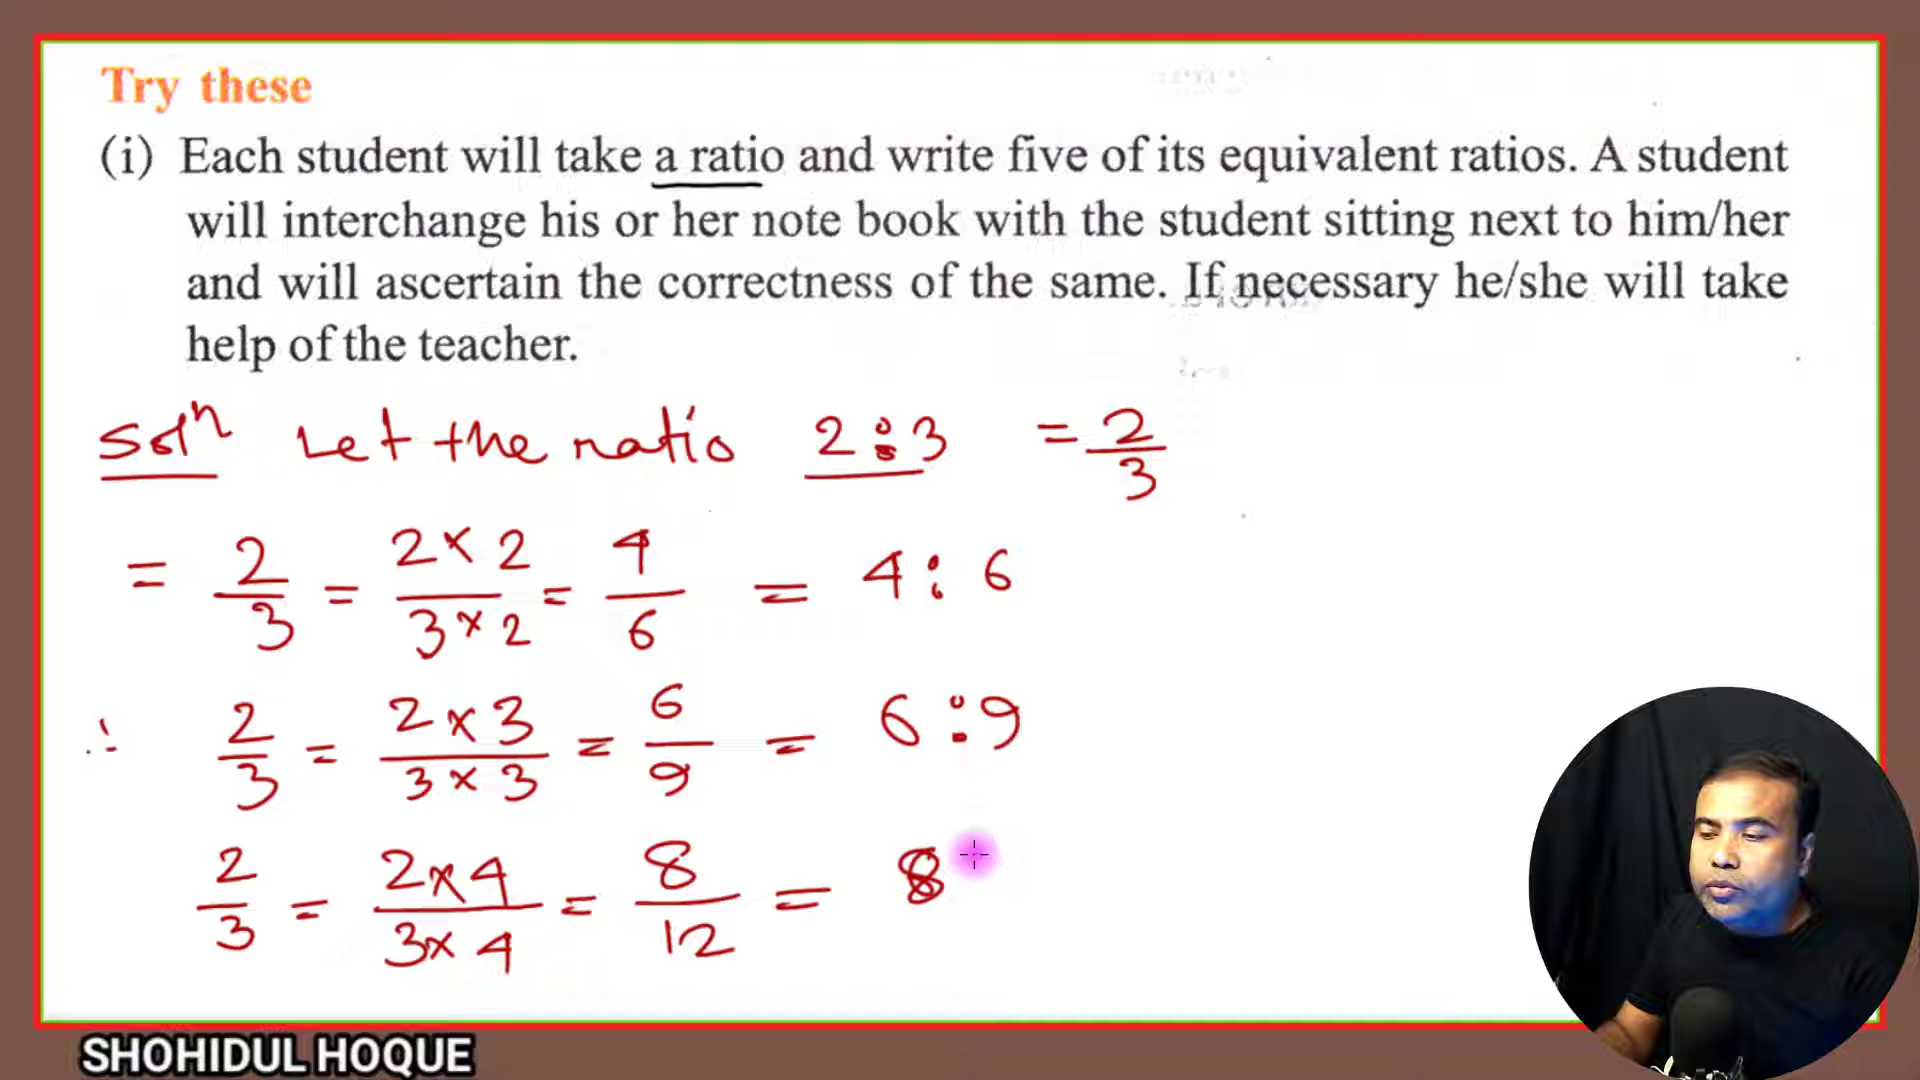 Try these
(i) Each student will take a ratio and write five of its equivalent ratios. A student
will interchange his or her note book with the student sitting next to him/her
and will ascertain the correctness of the same. If necessary he/she will take
help of the teacher.
Solⁿ Let the ratio 2:3 = 2/3
= 2/3 = 2×2/3×2 = 4/6 = 4:6
∴ 2/3 = 2×3/3×3 = 6/9 = 6:9
2/3 = 2×4/3×4 = 8/12 = 8
SHOHIDUL HOQUE